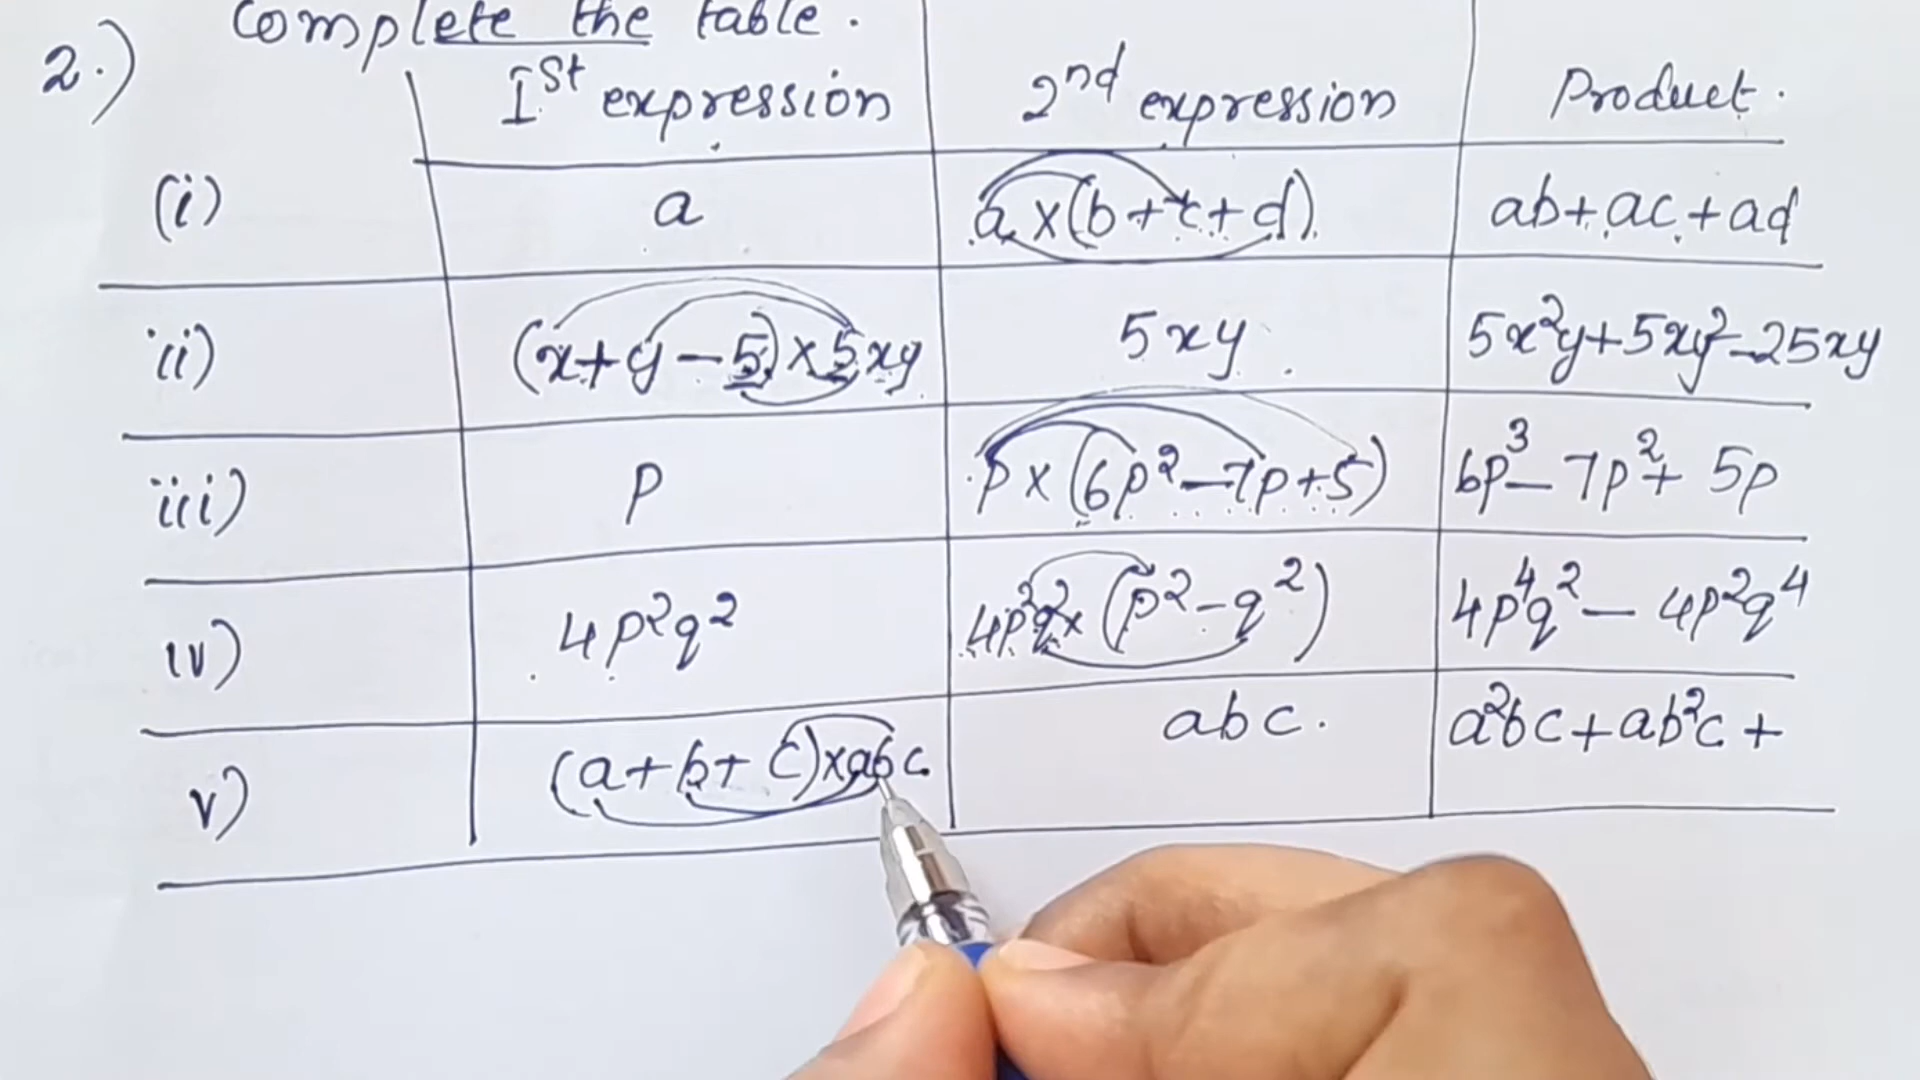 2.) Complete the table.
Ist expression 2nd expression Product.
(i) a a×(b+c+d) ab+ac+ad
ii) (x+y-5)×5xy 5xy 5x²y+5xy²-25xy
iii) p p×(6p²-7p+5) 6p³-7p²+5p
iv) 4p²q² 4p²q²×(p²-q²) 4p⁴q²-4p²q⁴
v) (a+b+c)×abc abc. a²bc+ab²c+